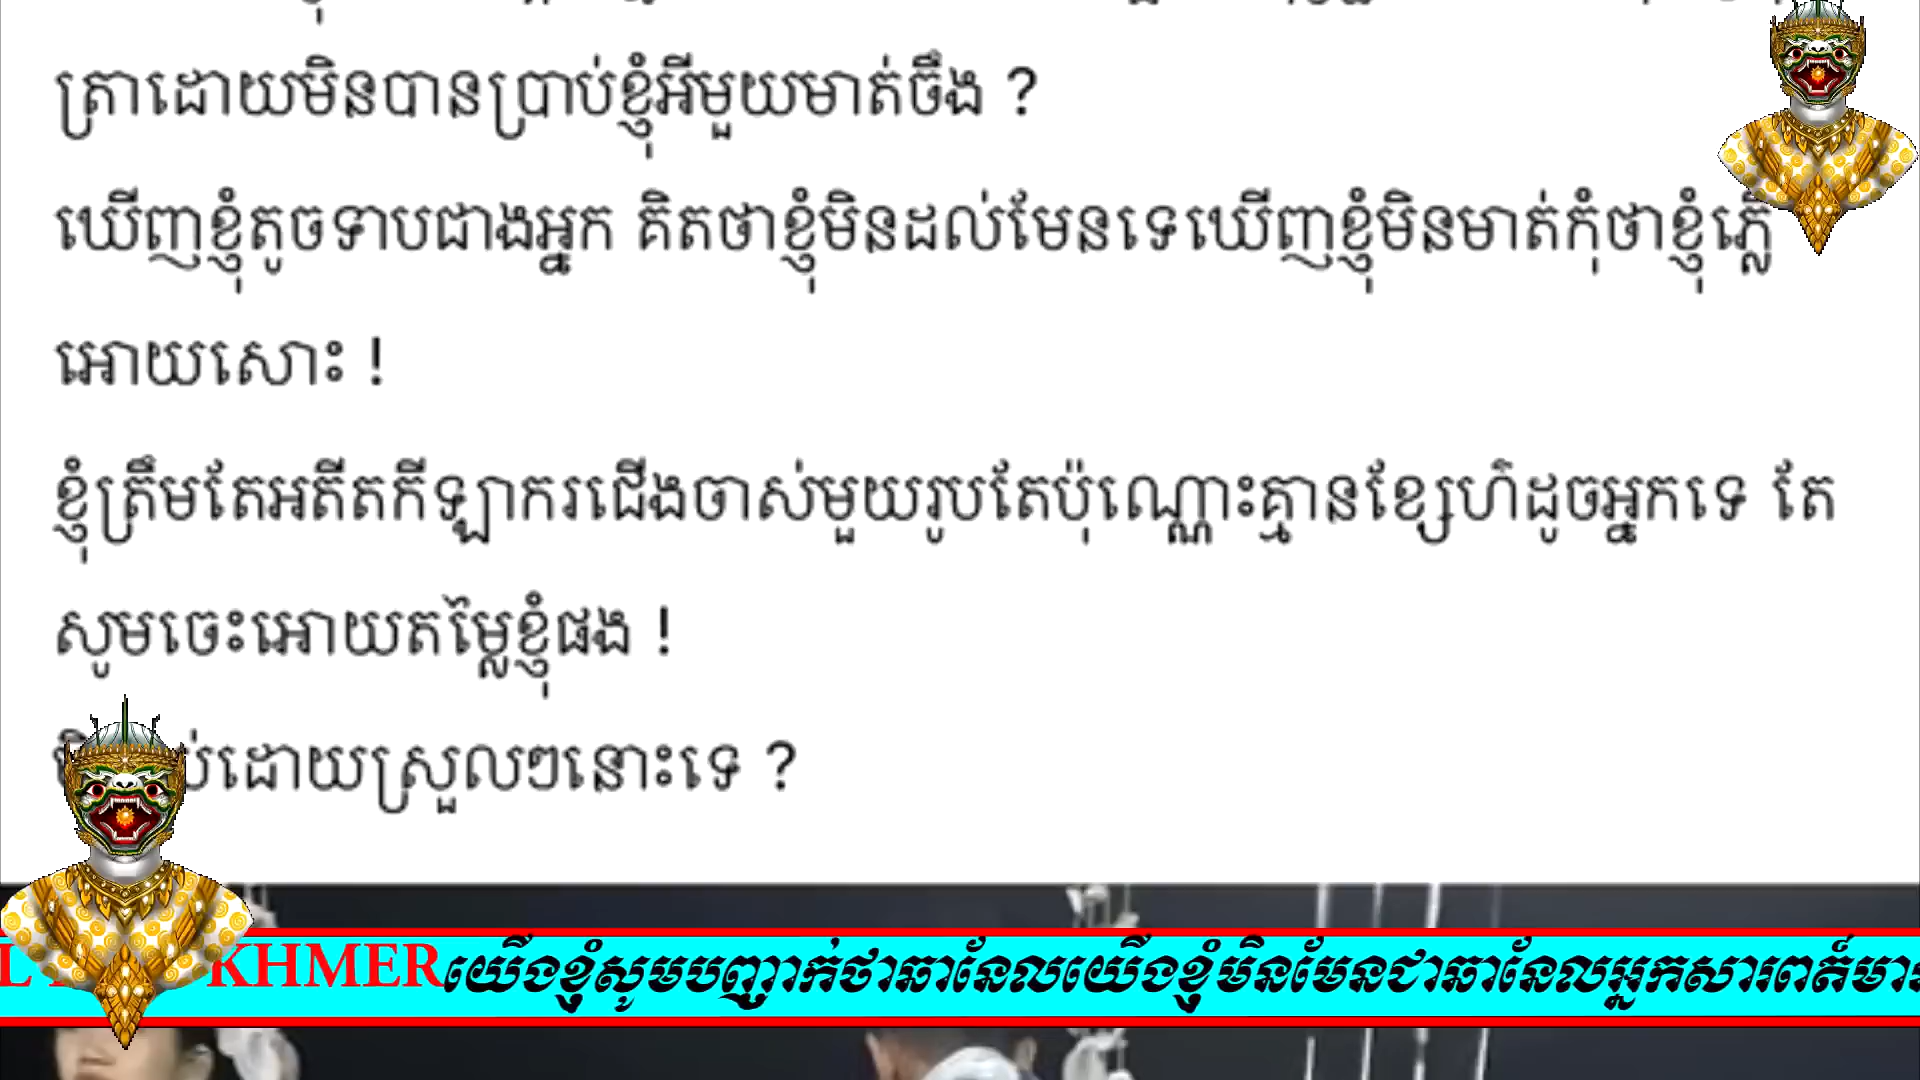 ត្រាដោយមិនបានប្រាប់ខ្ញុំអីមួយមាត់ចឹង ?
ឃើញខ្ញុំតូចទាបជាងអ្នក គិតថាខ្ញុំមិនដល់មែនទេឃើញខ្ញុំមិនមាត់កុំថាខ្ញុំភ្លើ
អោយសោះ !
ខ្ញុំត្រឹមតែអតីតកីឡាករជើងចាស់មួយរូបតែប៉ុណ្ណោះគ្មានខ្សែហ៌ដូចអ្នកទេ តែ
សូមចេះអោយតម្លៃខ្ញុំផង !
ដោយស្រួលៗនោះទេ ?
KHMER យើងខ្ញុំសូមបញ្ជាក់ថាឆានែលយើងខ្ញុំមិនមែនជាឆានែលអ្នកសារពត៌មាន